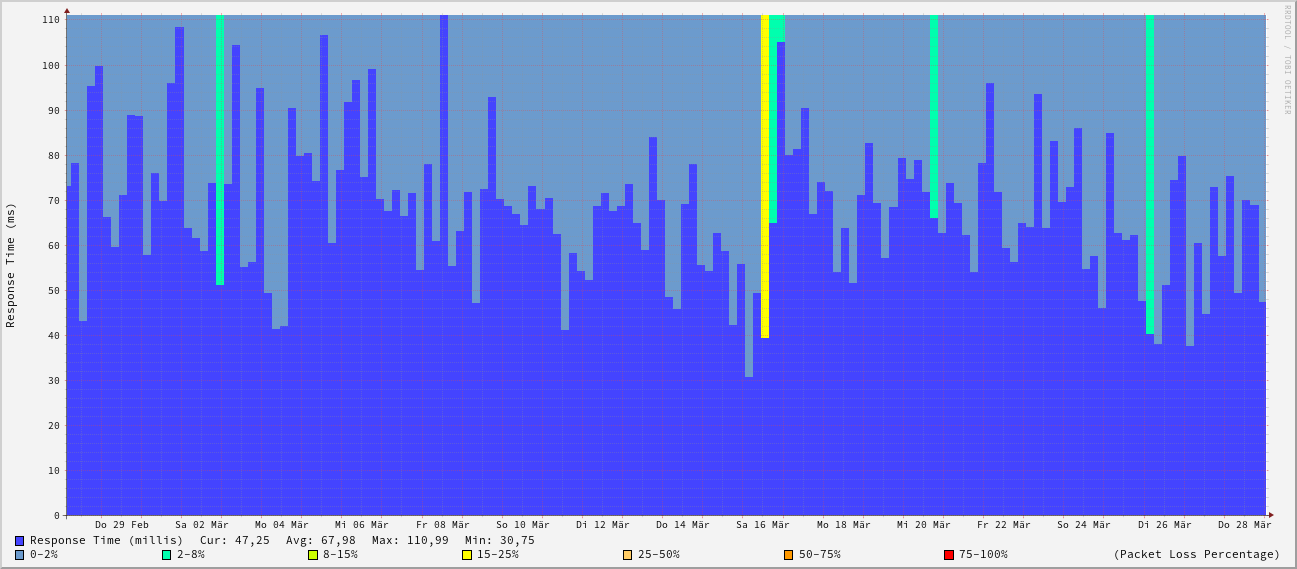 RRDTOOL / TOBI OETIKER
Response Time (ms)
110
100
90
80
70
60
50
40
30
20
10
0
Do 29 Feb Sa 02 Mär Mo 04 Mär Mi 06 Mär Fr 08 Mär So 10 Mär Di 12 Mär Do 14 Mär Sa 16 Mär Mo 18 Mär Mi 20 Mär Fr 22 Mär So 24 Mär Di 26 Mär Do 28 Mär
Response Time (millis) Cur: 47,25 Avg: 67,98 Max: 110,99 Min: 30,75
0-2% 2-8% 8-15% 15-25% 25-50% 50-75% 75-100% (Packet Loss Percentage)